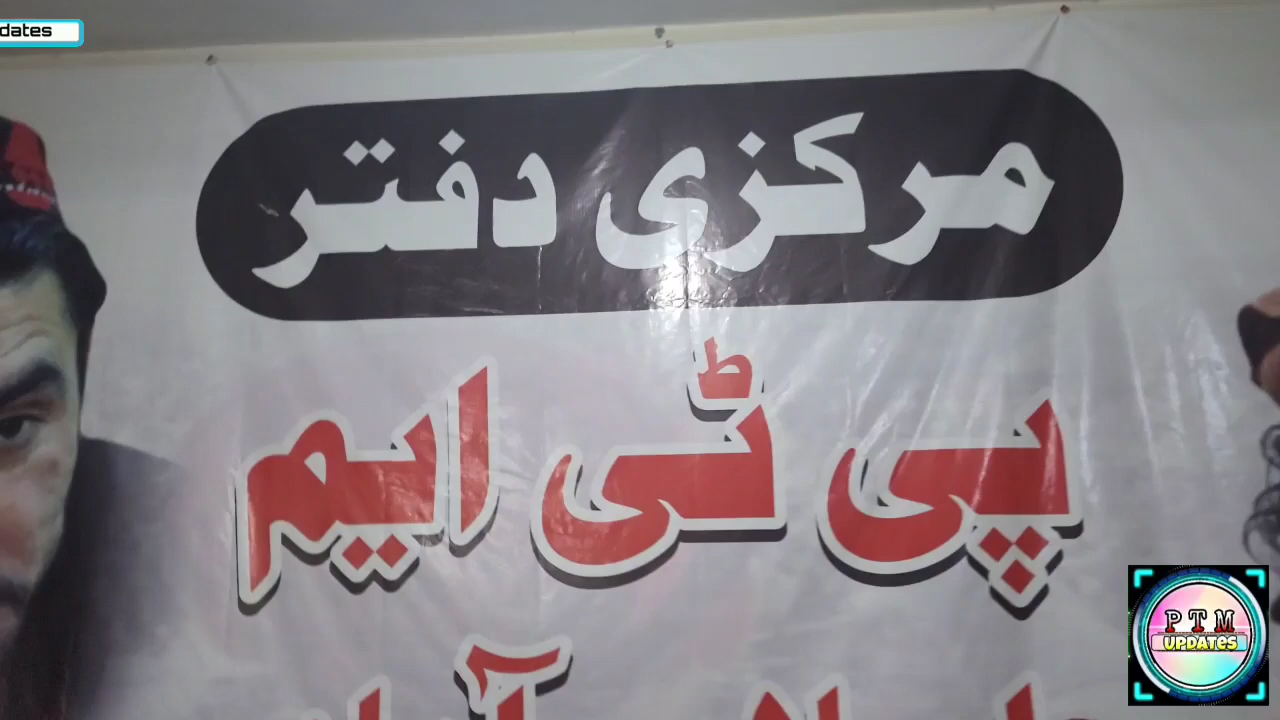 dates
مرکزی دفتر
پی ٹی ایم
PTM
UPDATES